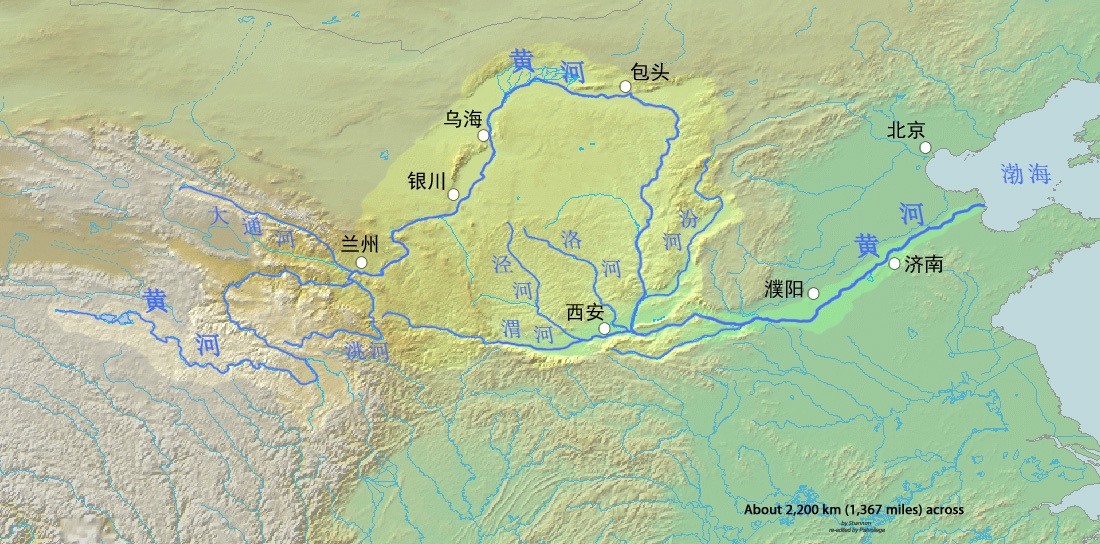 黄 河
包头
乌海
北京
渤海
银川
大通河
汾河
黄河
兰州
洛河
泾河
济南
濮阳
黄河
西安
渭河
洮河
About 2,200 km (1,367 miles) across
by Shannon